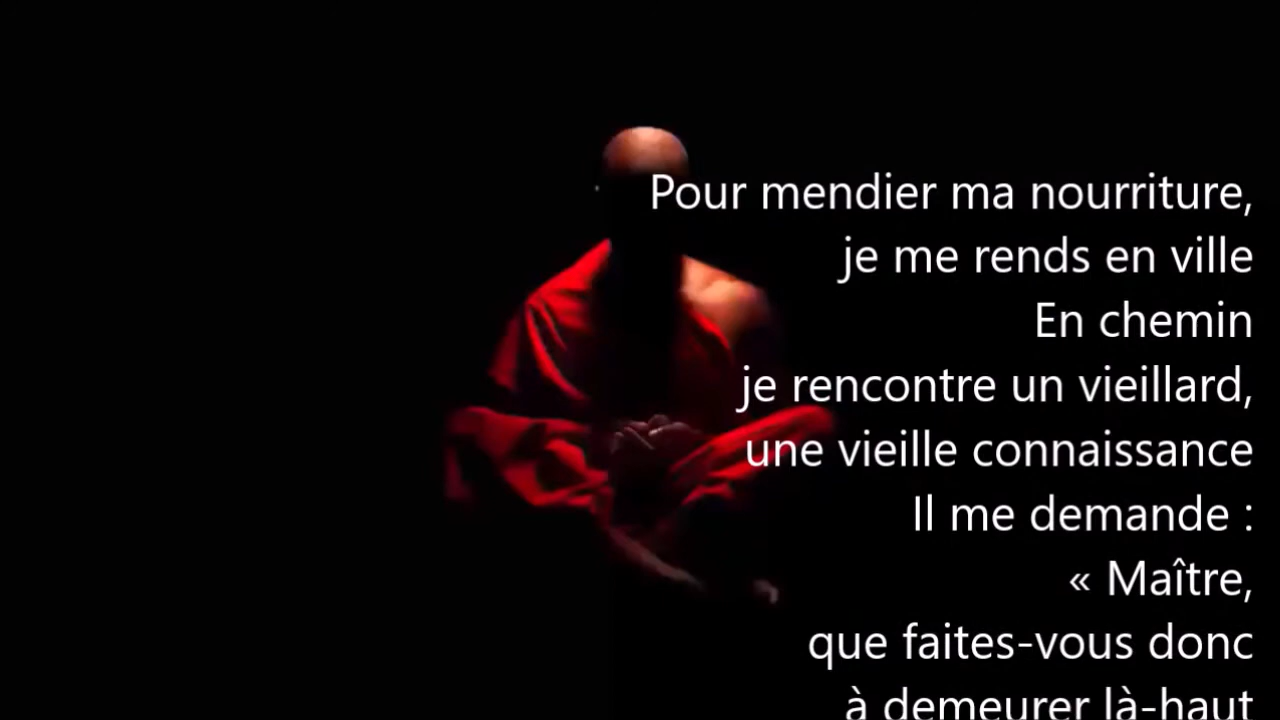 Pour mendier ma nourriture,
je me rends en ville
En chemin
je rencontre un vieillard,
une vieille connaissance
Il me demande :
« Maître,
que faites-vous donc
à demeurer là-haut